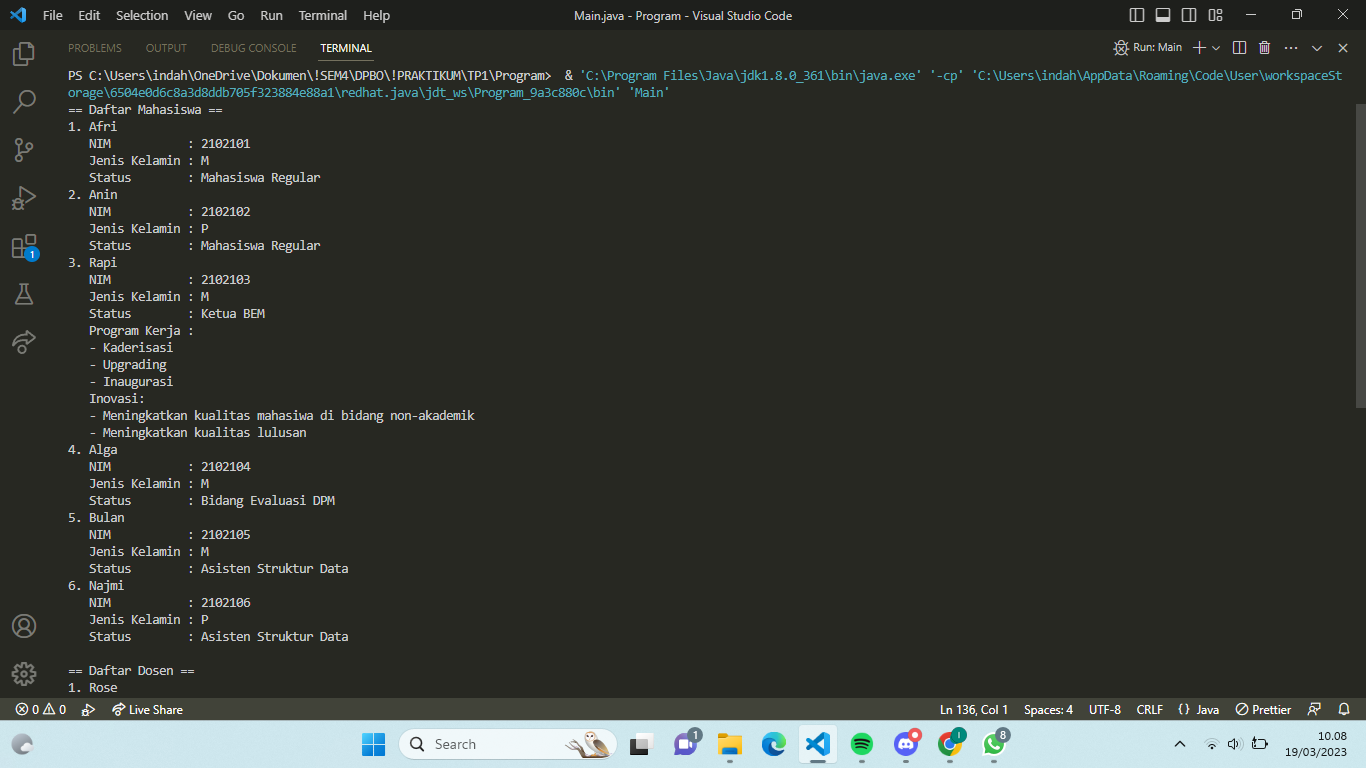 File Edit Selection View Go Run Terminal Help Main.java - Program - Visual Studio Code
PROBLEMS OUTPUT DEBUG CONSOLE TERMINAL Run: Main
PS C:\Users\indah\OneDrive\Dokumen\!SEM4\DPBO\!PRAKTIKUM\TP1\Program> & 'C:\Program Files\Java\jdk1.8.0_361\bin\java.exe' '-cp' 'C:\Users\indah\AppData\Roaming\Code\User\workspaceSt
orage\6504e0d6c8a3d8ddb705f323884e88a1\redhat.java\jdt_ws\Program_9a3c880c\bin' 'Main'
== Daftar Mahasiswa ==
1. Afri
NIM : 2102101
Jenis Kelamin : M
Status : Mahasiswa Regular
2. Anin
NIM : 2102102
Jenis Kelamin : P
Status : Mahasiswa Regular
3. Rapi
NIM : 2102103
Jenis Kelamin : M
Status : Ketua BEM
Program Kerja :
- Kaderisasi
- Upgrading
- Inaugurasi
Inovasi:
- Meningkatkan kualitas mahasiwa di bidang non-akademik
- Meningkatkan kualitas lulusan
4. Alga
NIM : 2102104
Jenis Kelamin : M
Status : Bidang Evaluasi DPM
5. Bulan
NIM : 2102105
Jenis Kelamin : M
Status : Asisten Struktur Data
6. Najmi
NIM : 2102106
Jenis Kelamin : P
Status : Asisten Struktur Data
== Daftar Dosen ==
1. Rose
1
0 0 Live Share Ln 136, Col 1 Spaces: 4 UTF-8 CRLF {} Java Prettier
Search 1 I 8 10.08
19/03/2023